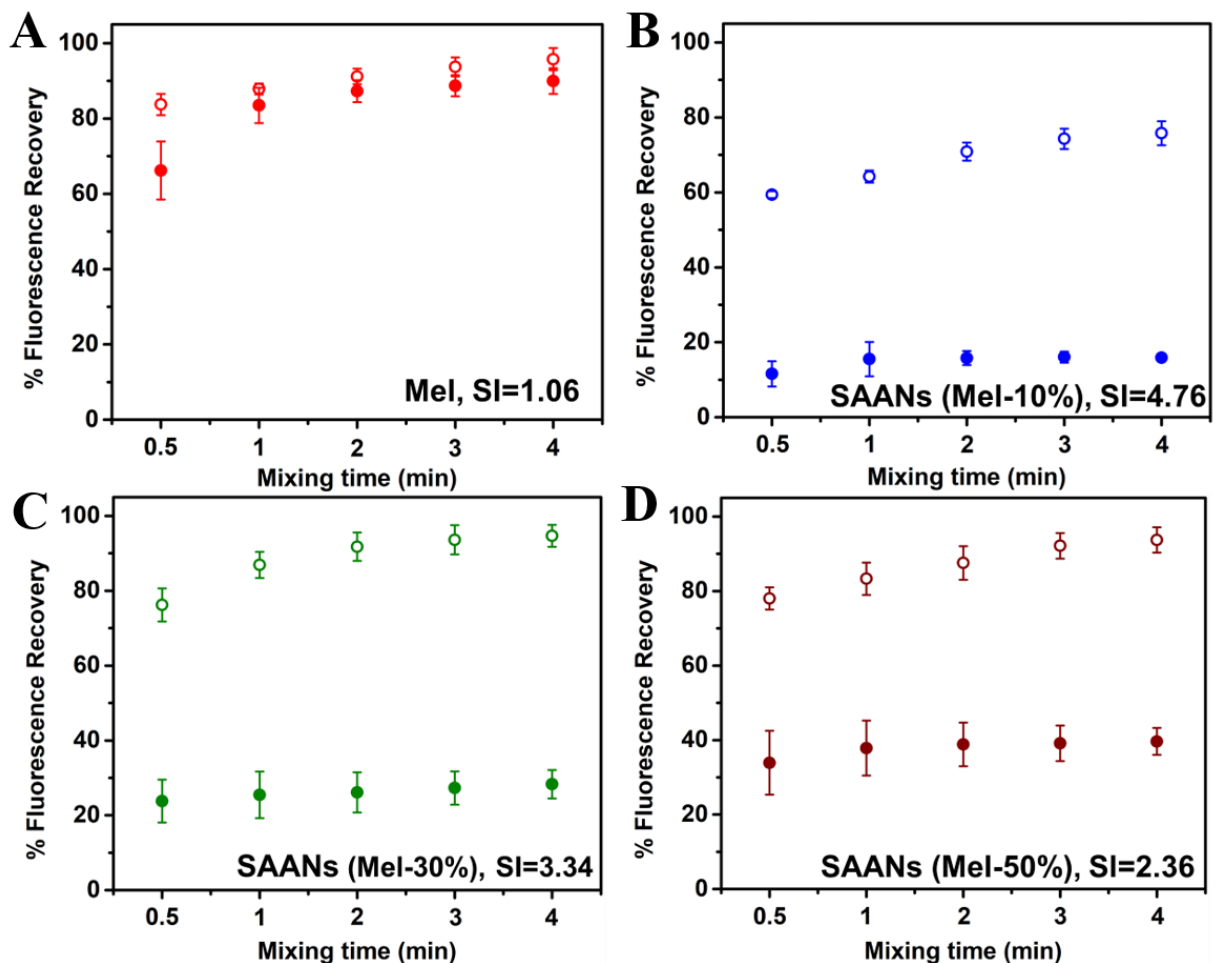 A
% Fluorescence Recovery
100
80
60
40
20
0
Mel, SI=1.06
0.5 1 2 3 4
Mixing time (min)
B
% Fluorescence Recovery
100
80
60
40
20
0
SAANs (Mel-10%), SI=4.76
0.5 1 2 3 4
Mixing time (min)
C
% Fluorescence Recovery
100
80
60
40
20
0
SAANs (Mel-30%), SI=3.34
0.5 1 2 3 4
Mixing time (min)
D
% Fluorescence Recovery
100
80
60
40
20
0
SAANs (Mel-50%), SI=2.36
0.5 1 2 3 4
Mixing time (min)